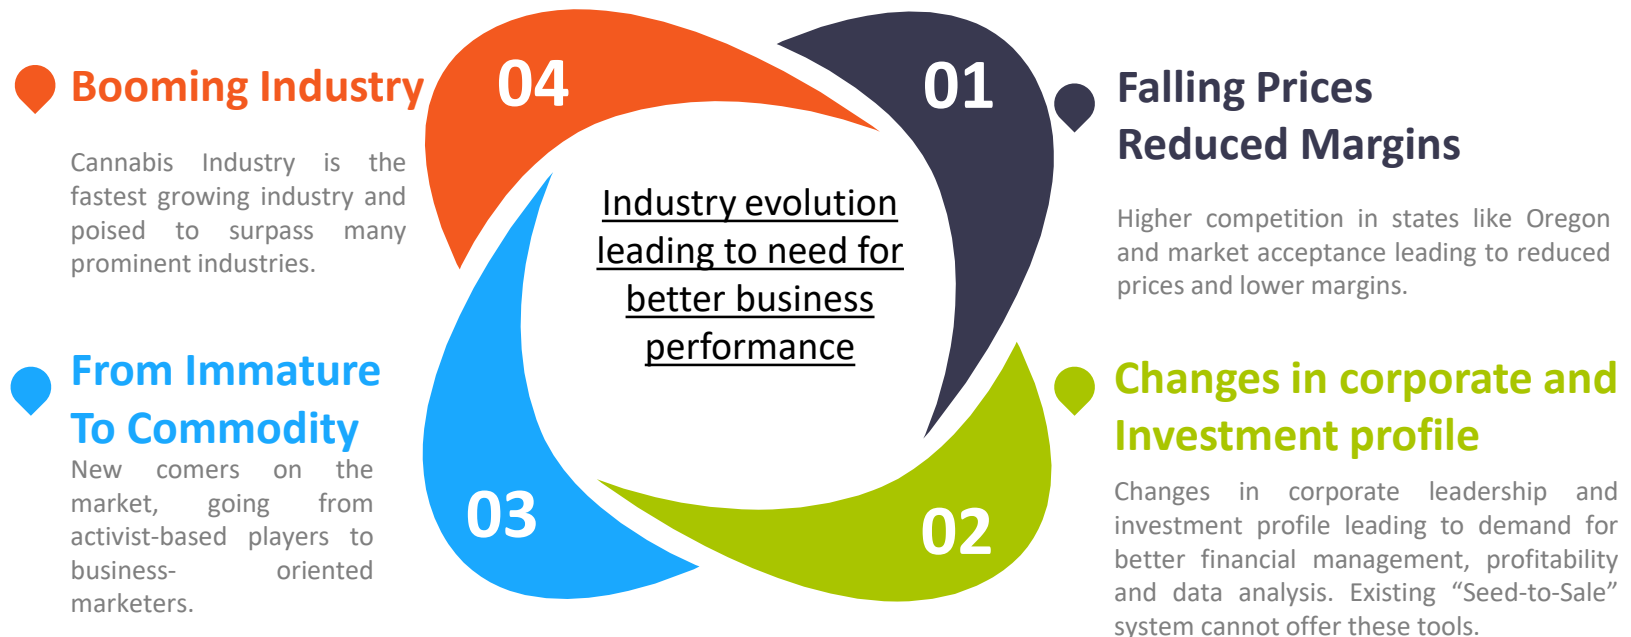 04
Booming Industry
Cannabis Industry is the
fastest growing industry and
poised to surpass many
prominent industries.
01
Falling Prices
Reduced Margins
Higher competition in states like Oregon
and market acceptance leading to reduced
prices and lower margins.
Industry evolution
leading to need for
better business
performance
03
From Immature
To Commodity
New comers on the
market, going from
activist-based players to
business- oriented
marketers.
02
Changes in corporate and
Investment profile
Changes in corporate leadership and
investment profile leading to demand for
better financial management, profitability
and data analysis. Existing “Seed-to-Sale”
system cannot offer these tools.